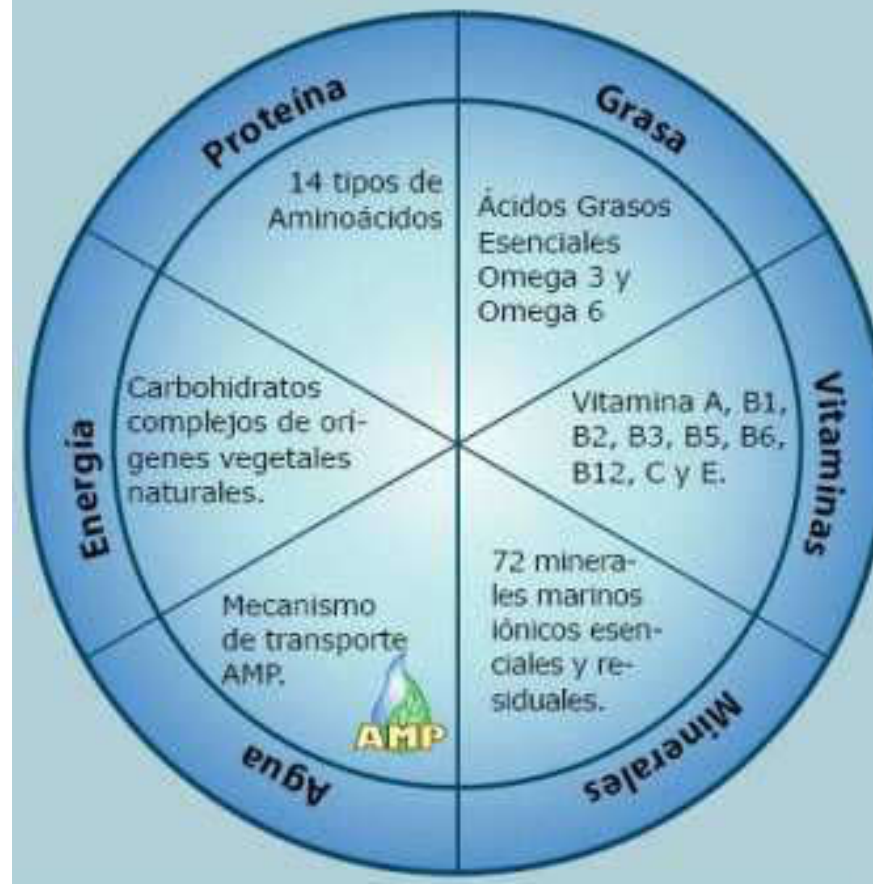 Proteína
14 tipos de
Aminoácidos
Grasa
Ácidos Grasos
Esenciales
Omega 3 y
Omega 6
Vitaminas
Vitamina A, B1,
B2, B3, B5, B6,
B12, C y E.
Minerales
72 minera-
les marinos
iónicos esen-
ciales y re-
siduales.
Agua
Mecanismo
de transporte
AMP.
AMP
Energía
Carbohidratos
complejos de orí-
genes vegetales
naturales.